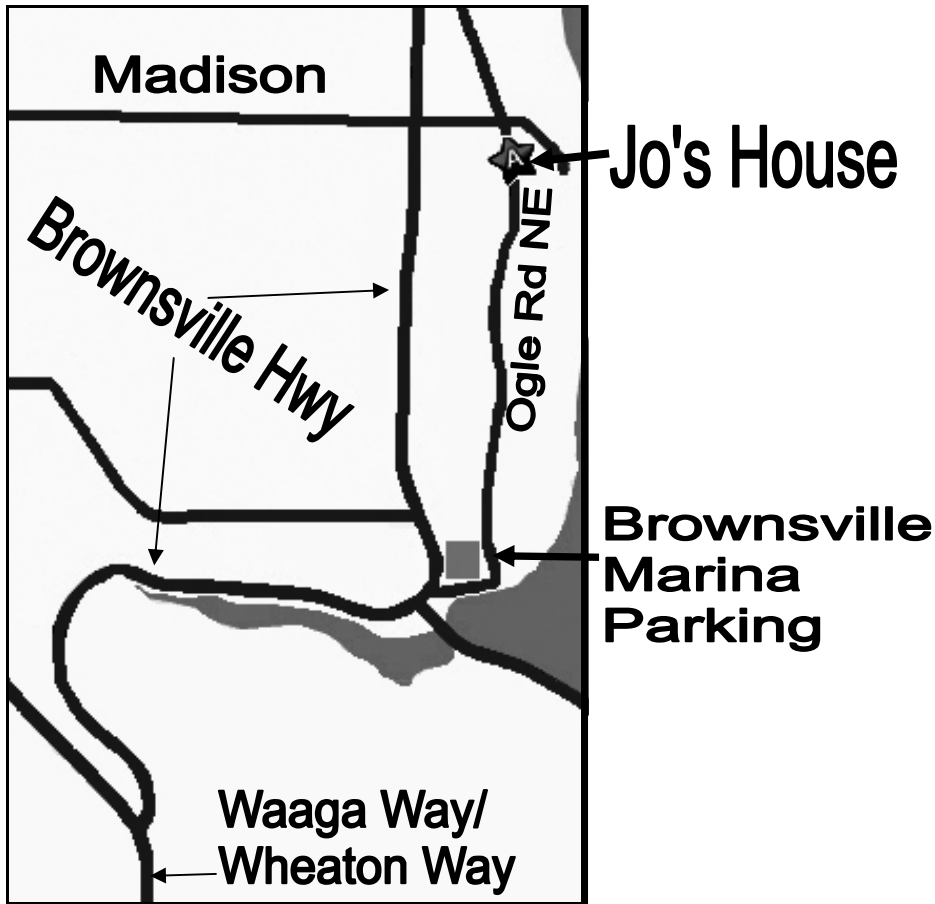 Madison
A
Jo's House
Brownsville Hwy
Ogle Rd NE
Brownsville
Marina
Parking
Waaga Way/
Wheaton Way